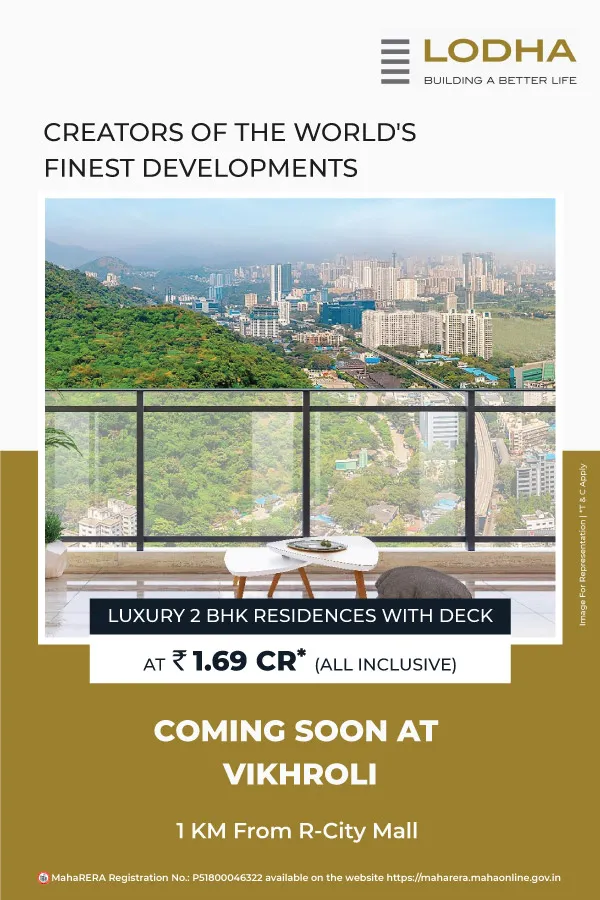 LODHA
BUILDING A BETTER LIFE
CREATORS OF THE WORLD'S
FINEST DEVELOPMENTS
Image For Representation | *T & C Apply
LUXURY 2 BHK RESIDENCES WITH DECK
AT ₹ 1.69 CR* (ALL INCLUSIVE)
COMING SOON AT
VIKHROLI
1 KM From R-City Mall
MahaRERA Registration No.: P51800046322 available on the website https://maharera.mahaonline.gov.in